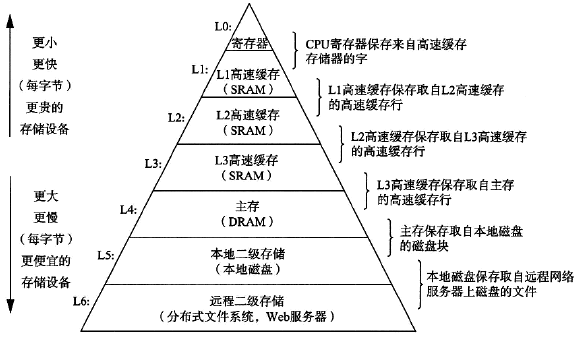 更小
更快
（每字节）
更贵的
存储设备
更大
更慢
（每字节）
更便宜的
存储设备
L0:
寄存器
L1:
L1高速缓存
（SRAM）
L2:
L2高速缓存
（SRAM）
L3:
L3高速缓存
（SRAM）
L4:
主存
（DRAM）
L5:
本地二级存储
（本地磁盘）
L6:
远程二级存储
（分布式文件系统，Web服务器）
CPU寄存器保存来自高速缓存
存储器的字
L1高速缓存保存取自L2高速缓存
的高速缓存行
L2高速缓存保存取自L3高速缓存
的高速缓存行
L3高速缓存保存取自主存
的高速缓存行
主存保存取自本地磁盘
的磁盘块
本地磁盘保存取自远程网络
服务器上磁盘的文件